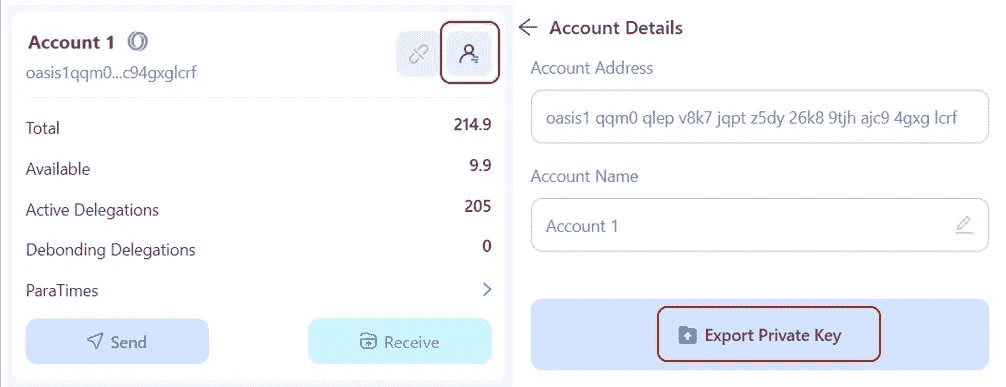 Account 1
oasis1qqm0...c94gxglcrf
Total 214.9
Available 9.9
Active Delegations 205
Debonding Delegations 0
ParaTimes
Send
Receive
Account Details
Account Address
oasis1 qqm0 qlep v8k7 jqpt z5dy 26k8 9tjh ajc9 4gxg lcrf
Account Name
Account 1
Export Private Key